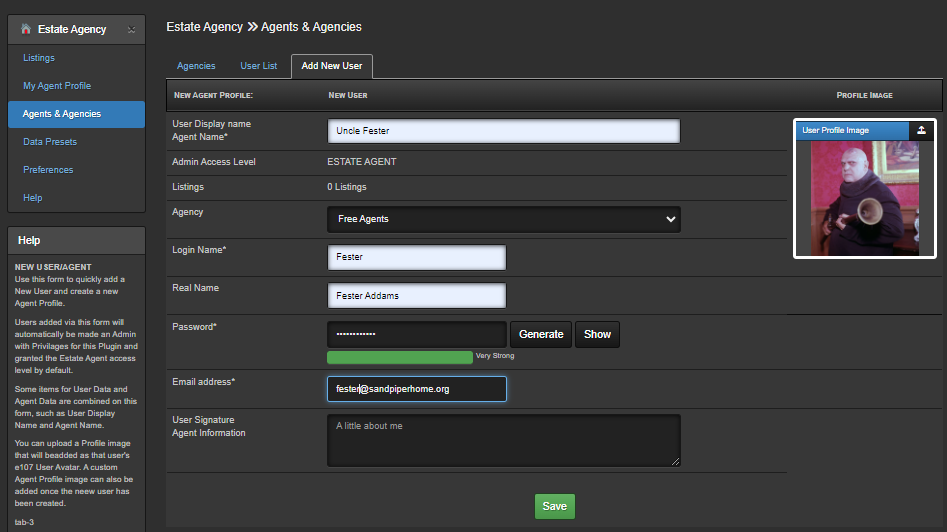 Estate Agency
Listings
My Agent Profile
Agents & Agencies
Data Presets
Preferences
Help
Help
NEW USER/AGENT
Use this form to quickly add a
New User and create a new
Agent Profile.
Users added via this form will
automatically be made an Admin
with Privilages for this Plugin and
granted the Estate Agent access
level by default.
Some items for User Data and
Agent Data are combined on this
form, such as User Display
Name and Agent Name.
You can upload a Profile image
that will beadded as that user's
e107 User Avatar. A custom
Agent Profile image can also be
added once the neew user has
been created.
tab-3
Estate Agency >> Agents & Agencies
Agencies User List Add New User
NEW AGENT PROFILE: NEW USER PROFILE IMAGE
User Display name
Agent Name*
Uncle Fester
User Profile Image
Admin Access Level ESTATE AGENT
Listings 0 Listings
Agency Free Agents
Login Name* Fester
Real Name Fester Addams
Password* •••••••••••• Generate Show
Very Strong
Email address* fester@sandpiperhome.org
User Signature
Agent Information
A little about me
Save